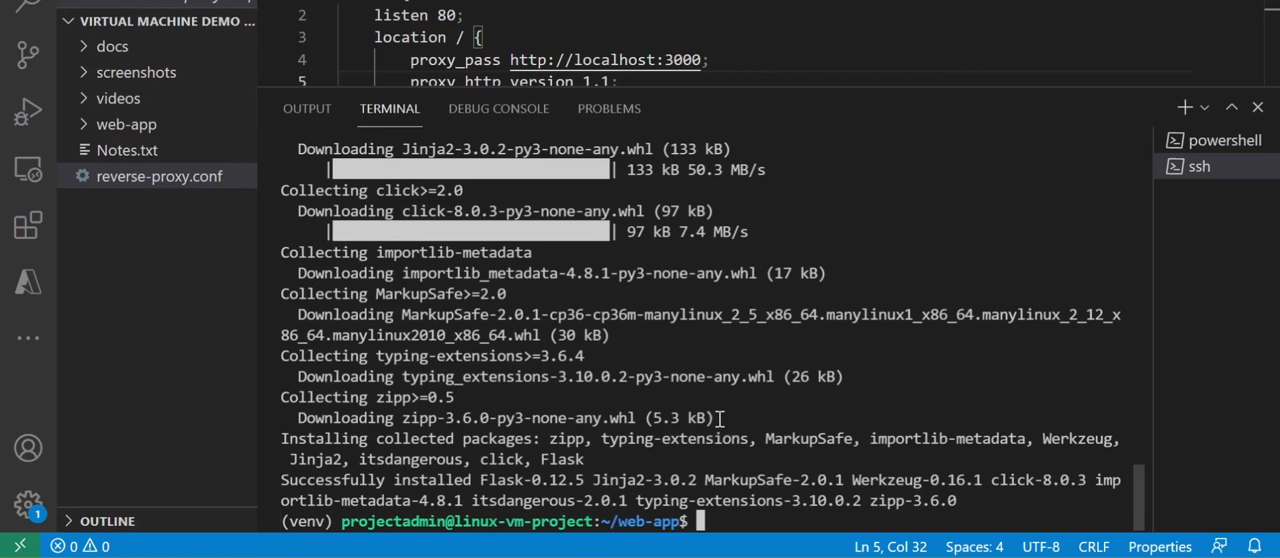 VIRTUAL MACHINE DEMO ...
docs
screenshots
videos
web-app
Notes.txt
reverse-proxy.conf
OUTLINE
2
listen 80;
3
location / {
4
proxy_pass http://localhost:3000;
5
proxy_http_version 1.1;
OUTPUT
TERMINAL
DEBUG CONSOLE
PROBLEMS
powershell
ssh
Downloading Jinja2-3.0.2-py3-none-any.whl (133 kB)
| | 133 kB 50.3 MB/s
Collecting click>=2.0
Downloading click-8.0.3-py3-none-any.whl (97 kB)
| | 97 kB 7.4 MB/s
Collecting importlib-metadata
Downloading importlib_metadata-4.8.1-py3-none-any.whl (17 kB)
Collecting MarkupSafe>=2.0
Downloading MarkupSafe-2.0.1-cp36-cp36m-manylinux_2_5_x86_64.manylinux1_x86_64.manylinux_2_12_x
86_64.manylinux2010_x86_64.whl (30 kB)
Collecting typing-extensions>=3.6.4
Downloading typing_extensions-3.10.0.2-py3-none-any.whl (26 kB)
Collecting zipp>=0.5
Downloading zipp-3.6.0-py3-none-any.whl (5.3 kB)
Installing collected packages: zipp, typing-extensions, MarkupSafe, importlib-metadata, Werkzeug,
Jinja2, itsdangerous, click, Flask
Successfully installed Flask-0.12.5 Jinja2-3.0.2 MarkupSafe-2.0.1 Werkzeug-0.16.1 click-8.0.3 imp
ortlib-metadata-4.8.1 itsdangerous-2.0.1 typing-extensions-3.10.0.2 zipp-3.6.0
(venv) projectadmin@linux-vm-project:~/web-app$
1
0 0
Ln 5, Col 32
Spaces: 4
UTF-8
CRLF
Properties